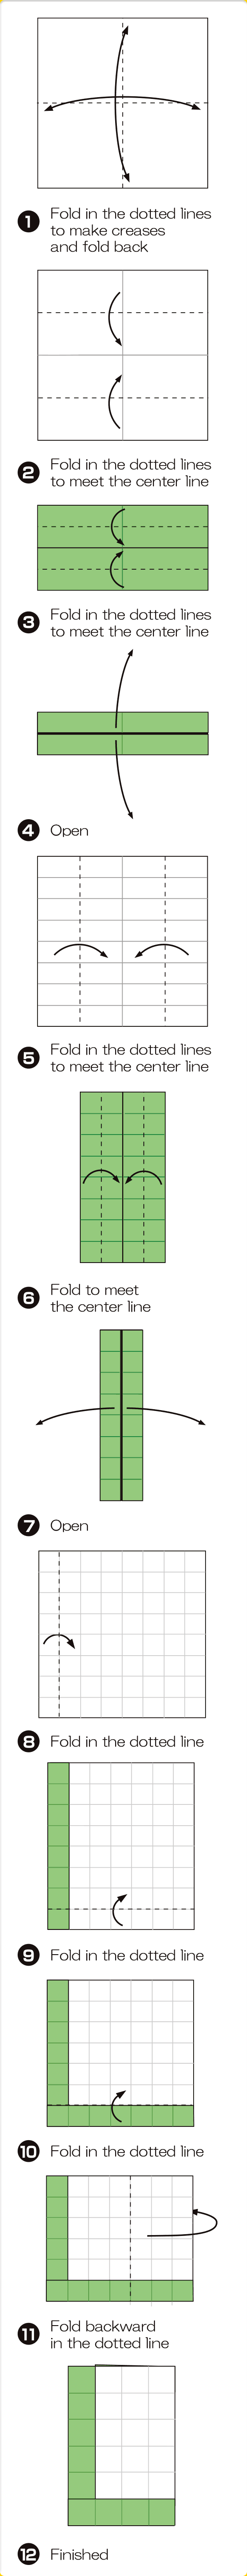 1 Fold in the dotted lines
to make creases
and fold back
2 Fold in the dotted lines
to meet the center line
3 Fold in the dotted lines
to meet the center line
4 Open
5 Fold in the dotted lines
to meet the center line
6 Fold to meet
the center line
7 Open
8 Fold in the dotted line
9 Fold in the dotted line
10 Fold in the dotted line
11 Fold backward
in the dotted line
12 Finished